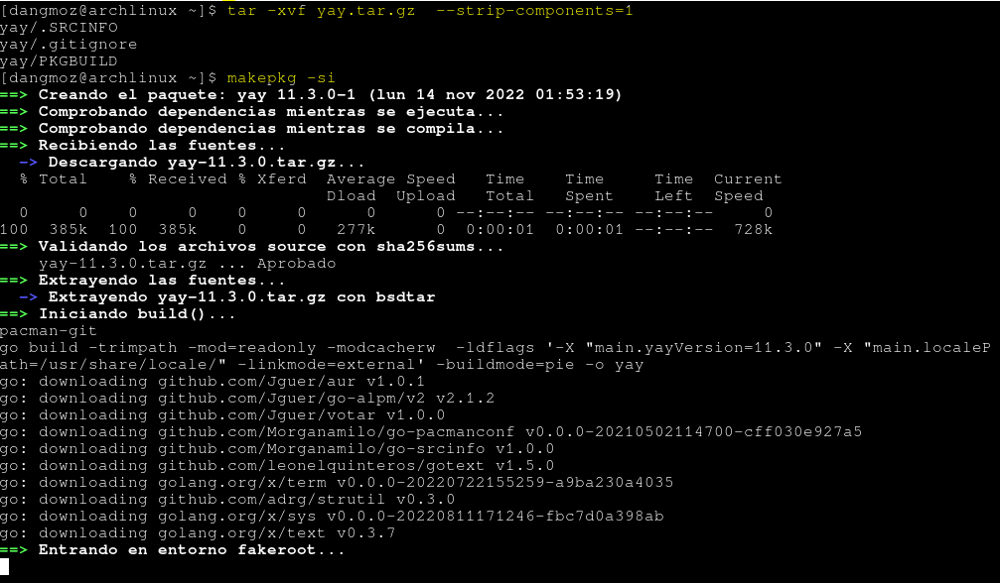 [dangmoz@archlinux ~]$ tar -xvf yay.tar.gz  --strip-components=1
yay/.SRCINFO
yay/.gitignore
yay/PKGBUILD
[dangmoz@archlinux ~]$ makepkg -si
==> Creando el paquete: yay 11.3.0-1 (lun 14 nov 2022 01:53:19)
==> Comprobando dependencias mientras se ejecuta...
==> Comprobando dependencias mientras se compila...
==> Recibiendo las fuentes...
  -> Descargando yay-11.3.0.tar.gz...
  % Total    % Received % Xferd  Average Speed   Time    Time     Time  Current
                                 Dload  Upload   Total   Spent    Left  Speed
  0     0    0     0    0     0      0      0 --:--:-- --:--:-- --:--:--     0
100  385k  100  385k    0     0   277k      0  0:00:01  0:00:01 --:--:--  728k
==> Validando los archivos source con sha256sums...
    yay-11.3.0.tar.gz ... Aprobado
==> Extrayendo las fuentes...
  -> Extrayendo yay-11.3.0.tar.gz con bsdtar
==> Iniciando build()...
pacman-git
go build -trimpath -mod=readonly -modcacherw  -ldflags '-X "main.yayVersion=11.3.0" -X "main.localeP
ath=/usr/share/locale/" -linkmode=external' -buildmode=pie -o yay
go: downloading github.com/Jguer/aur v1.0.1
go: downloading github.com/Jguer/go-alpm/v2 v2.1.2
go: downloading github.com/Jguer/votar v1.0.0
go: downloading github.com/Morganamilo/go-pacmanconf v0.0.0-20210502114700-cff030e927a5
go: downloading github.com/Morganamilo/go-srcinfo v1.0.0
go: downloading github.com/leonelquinteros/gotext v1.5.0
go: downloading golang.org/x/term v0.0.0-20220722155259-a9ba230a4035
go: downloading github.com/adrg/strutil v0.3.0
go: downloading golang.org/x/sys v0.0.0-20220811171246-fbc7d0a398ab
go: downloading golang.org/x/text v0.3.7
==> Entrando en entorno fakeroot...